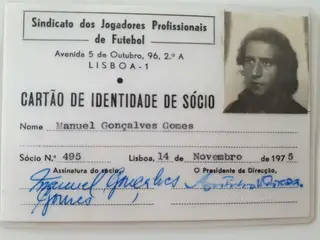 Sindicato dos Jogadores Profissionais
de Futebol
Avenida 5 de Outubro, 96, 2.º A
LISBOA - 1
CARTÃO DE IDENTIDADE DE SÓCIO
Nome Manuel Gonçalves Gomes
Sócio N.º 495 Lisboa, 14 de Novembro de 1975
Assinatura do sócio O Presidente da Direcção,
Manuel Gonçalves
Gomes